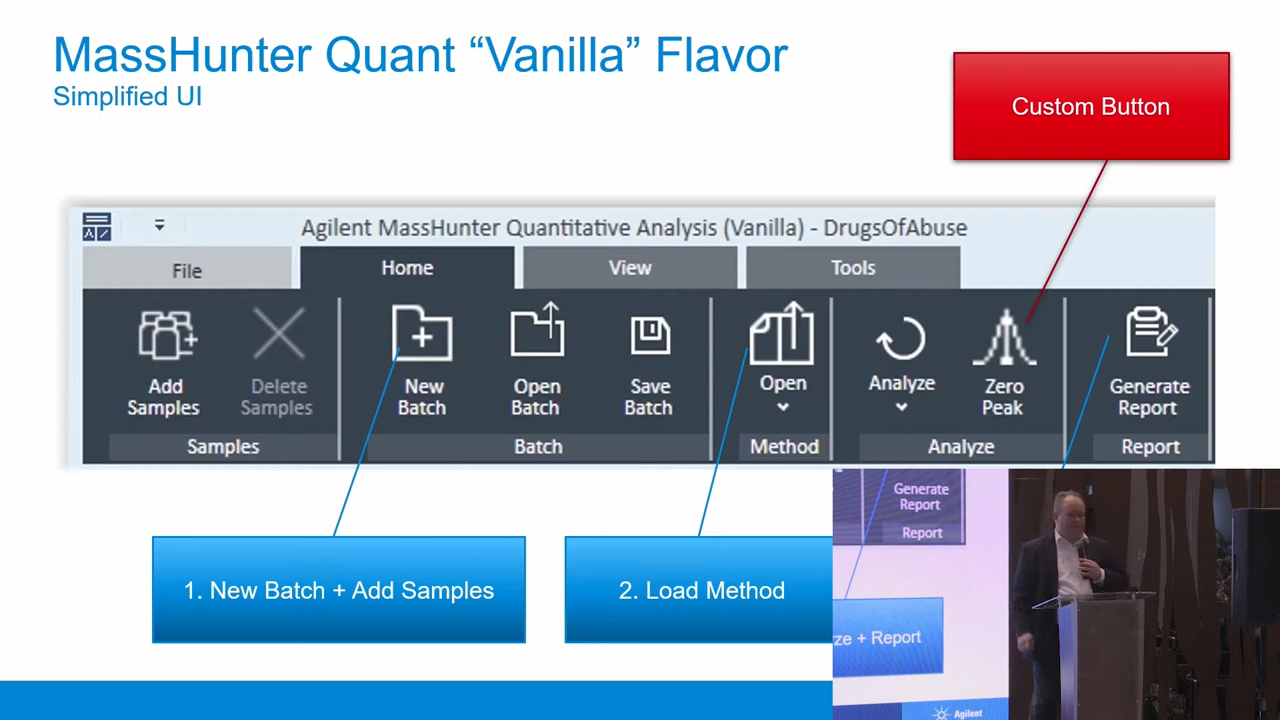 MassHunter Quant “Vanilla” Flavor
Simplified UI
Custom Button
Agilent MassHunter Quantitative Analysis (Vanilla) - DrugsOfAbuse
File
Home
View
Tools
Add
Samples
Delete
Samples
Samples
New
Batch
Open
Batch
Save
Batch
Batch
Open
Method
Analyze
Zero
Peak
Analyze
Generate
Report
Report
1. New Batch + Add Samples
2. Load Method
Generate
Report
Report
ze + Report
Agilent